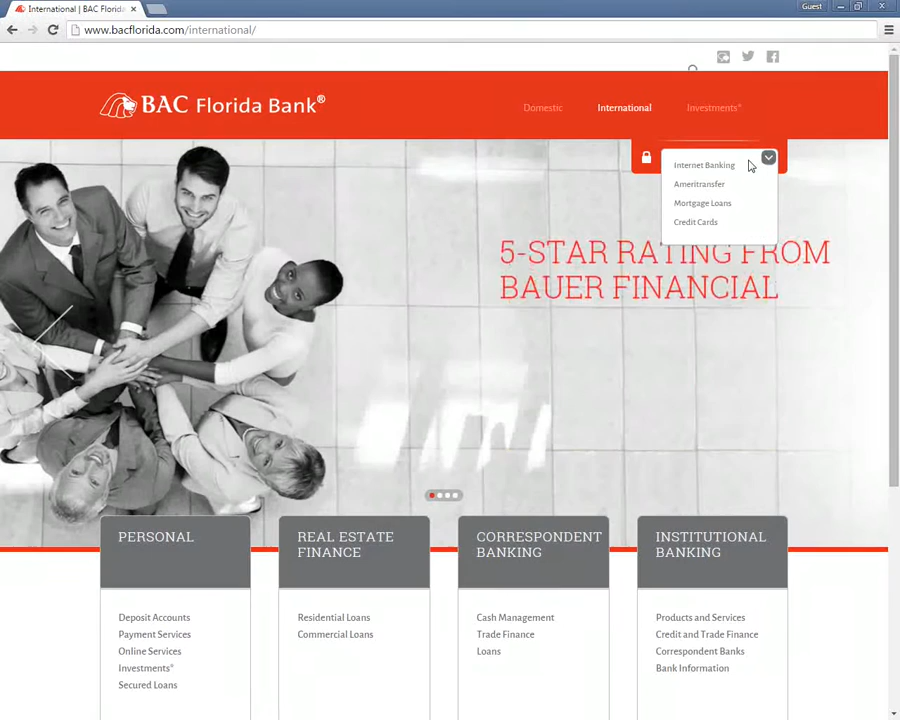 International | BAC Florida
Guest
www.bacflorida.com/international/
BAC Florida Bank®
Domestic
International
Investments*
Internet Banking
Ameritransfer
Mortgage Loans
Credit Cards
5-STAR RATING FROM
BAUER FINANCIAL
PERSONAL
Deposit Accounts
Payment Services
Online Services
Investments*
Secured Loans
REAL ESTATE
FINANCE
Residential Loans
Commercial Loans
CORRESPONDENT
BANKING
Cash Management
Trade Finance
Loans
INSTITUTIONAL
BANKING
Products and Services
Credit and Trade Finance
Correspondent Banks
Bank Information